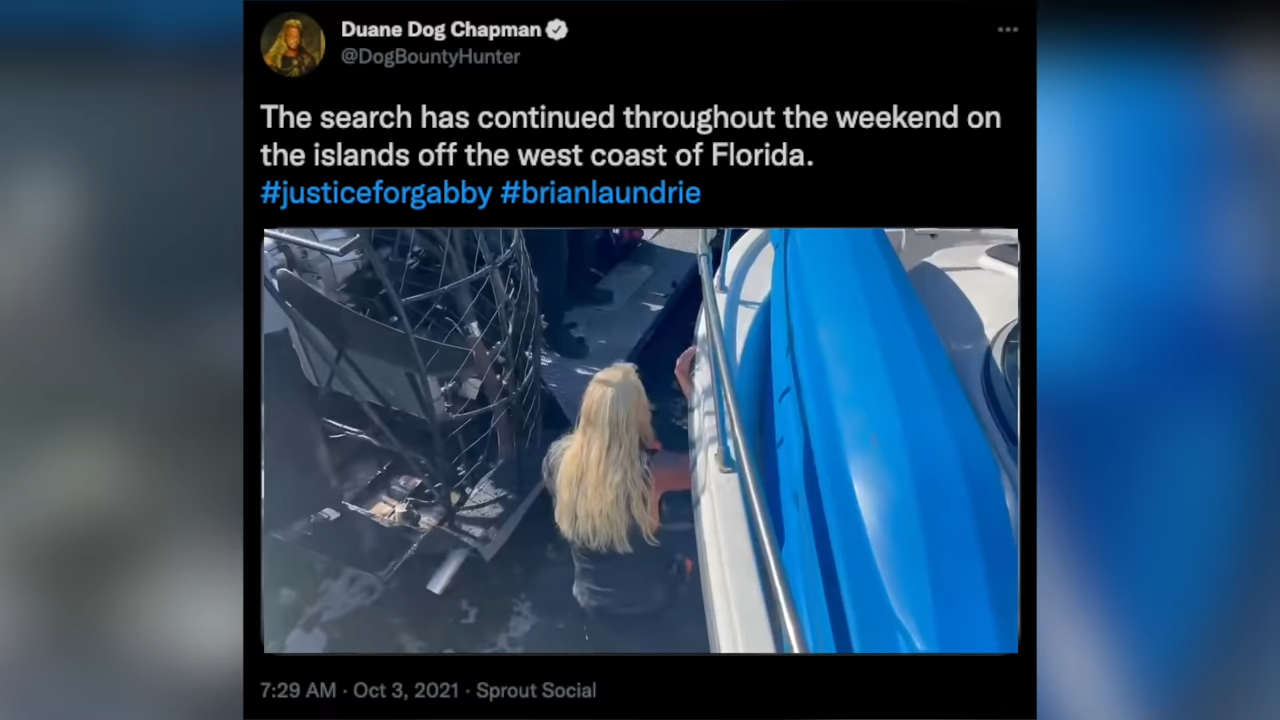 Duane Dog Chapman
@DogBountyHunter
The search has continued throughout the weekend on
the islands off the west coast of Florida.
#justiceforgabby #brianlaundrie
7:29 AM · Oct 3, 2021 · Sprout Social